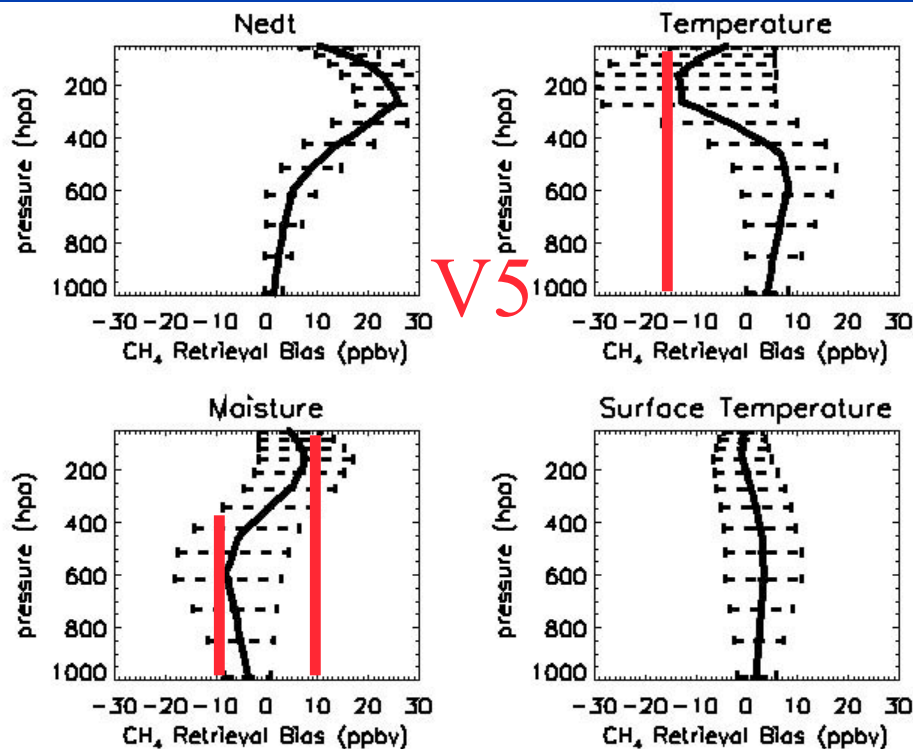 Nedt
pressure (hpa)
200
400
600
800
1000
-30 -20 -10 0 10 20 30
CH₄ Retrieval Bias (ppbv)
Temperature
pressure (hpa)
200
400
600
800
1000
-30 -20 -10 0 10 20 30
CH₄ Retrieval Bias (ppbv)
V5
Moisture
pressure (hpa)
200
400
600
800
1000
-30 -20 -10 0 10 20 30
CH₄ Retrieval Bias (ppbv)
Surface Temperature
pressure (hpa)
200
400
600
800
1000
-30 -20 -10 0 10 20 30
CH₄ Retrieval Bias (ppbv)